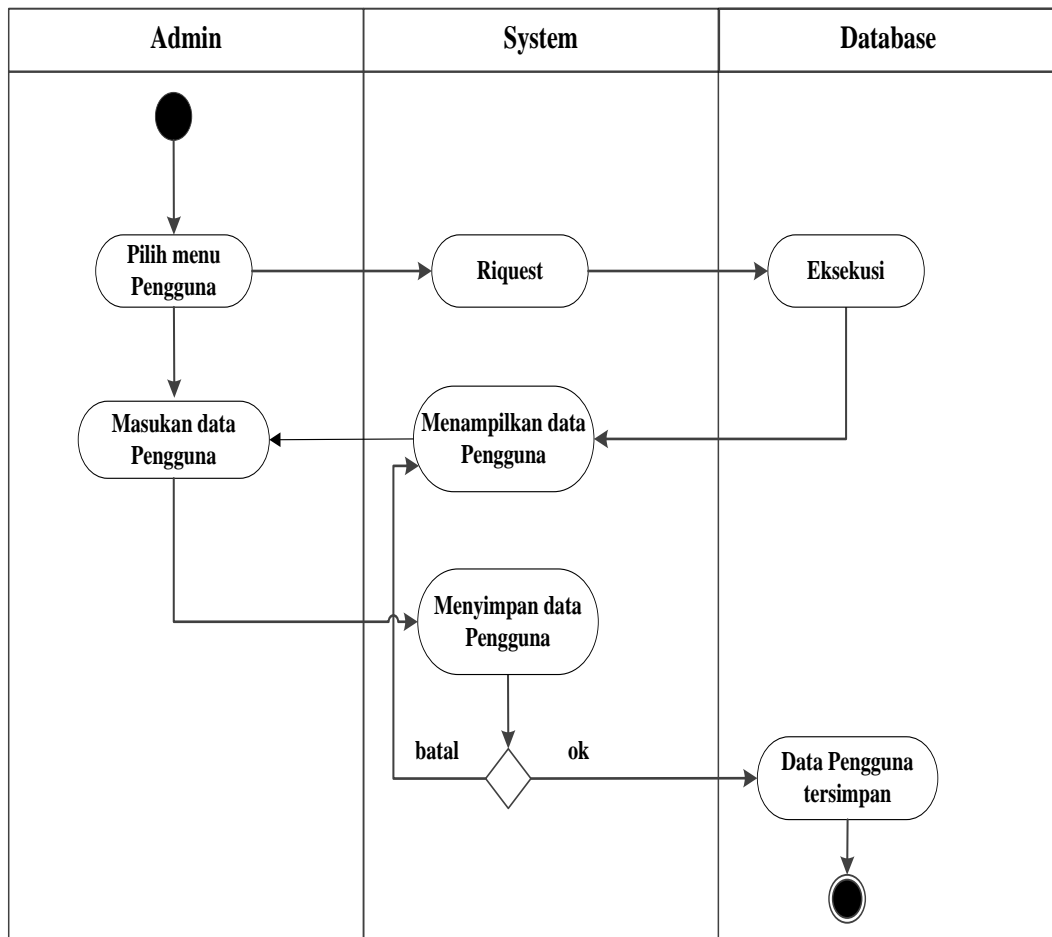 Admin
System
Database
Pilih menu
Pengguna
Riquest
Eksekusi
Masukan data
Pengguna
Menampilkan data
Pengguna
Menyimpan data
Pengguna
batal
ok
Data Pengguna
tersimpan